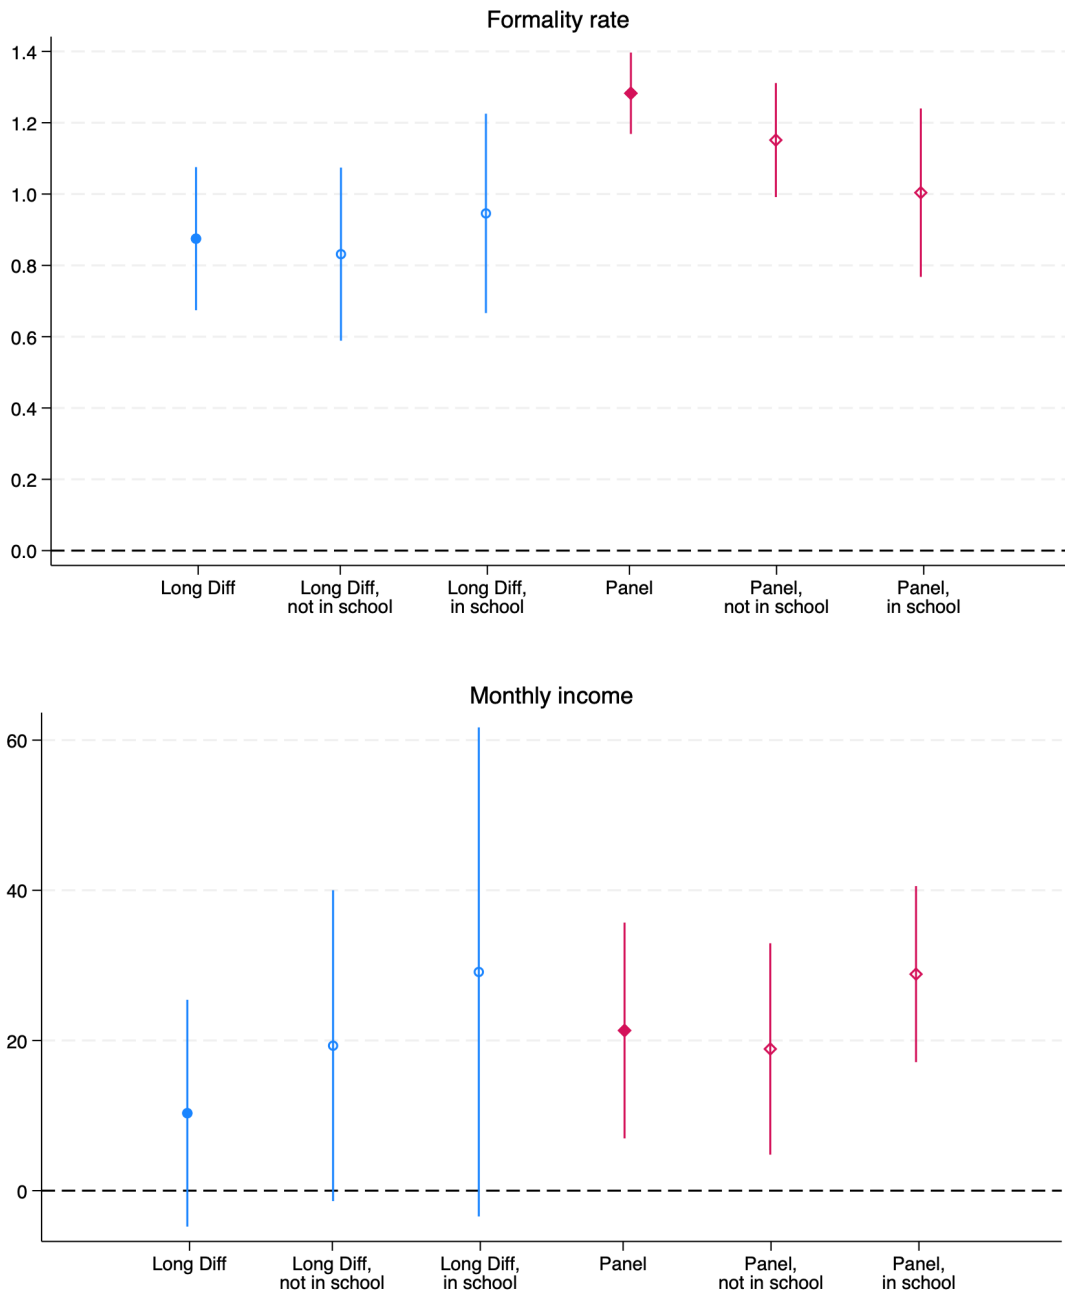 Formality rate
1.4
1.2
1.0
0.8
0.6
0.4
0.2
0.0
Long Diff
Long Diff,
not in school
Long Diff,
in school
Panel
Panel,
not in school
Panel,
in school
Monthly income
60
40
20
0
Long Diff
Long Diff,
not in school
Long Diff,
in school
Panel
Panel,
not in school
Panel,
in school